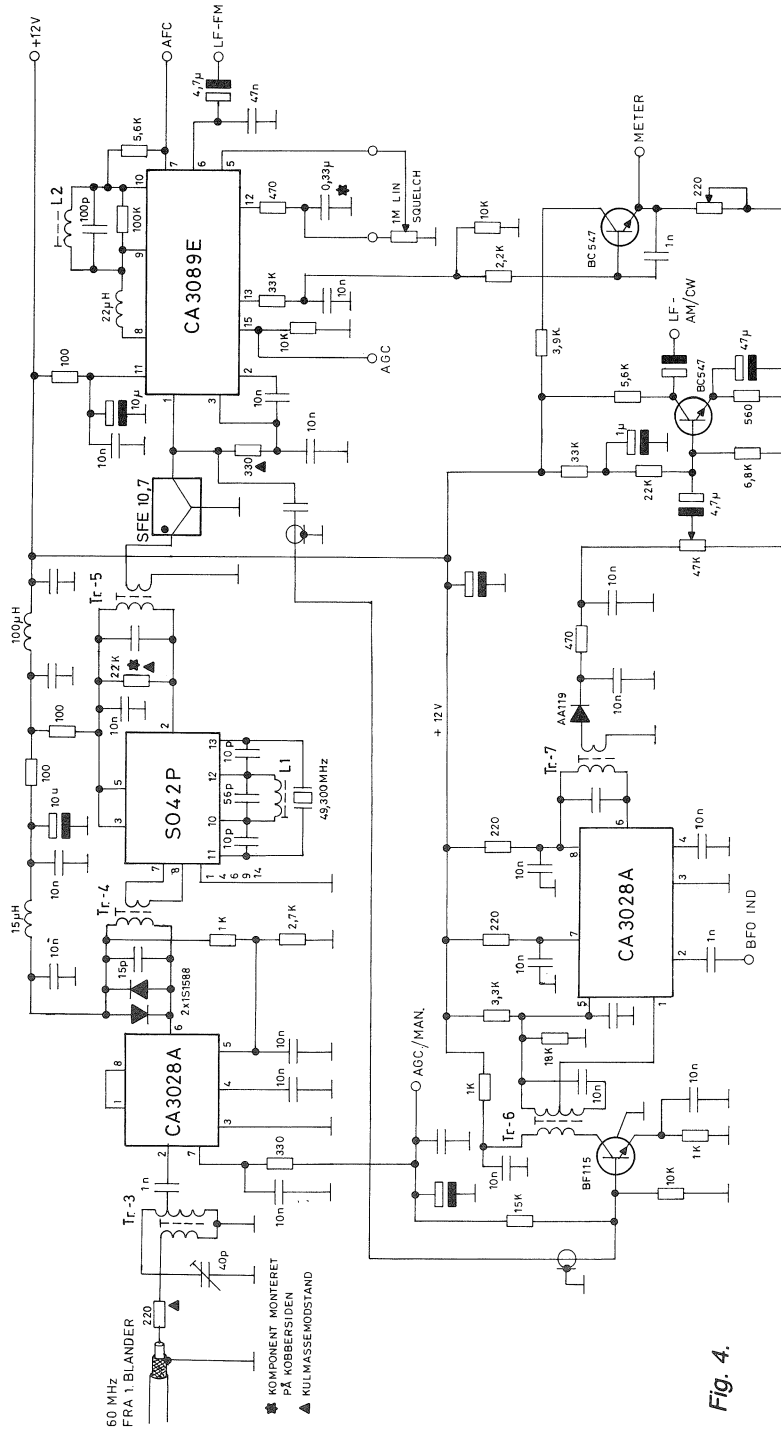 60 MHz
FRA 1. BLANDER
220
40p
Tr.-3
1n
2
7
1
8
CA3028A
3
4
5
6
10n
330
10n
10n
2x1S1588
15p
Tr.-4
1K
2,7K
10n
15µH
10n
10u
100
100
100µH
+12V
7
8
1
4
6
9
14
SO42P
3
5
2
11
10
12
13
10p
56p
10p
L1
49,300MHz
10n
22K
Tr.-5
SFE 10,7
330
10n
10n
10n
10µ
100
22µH
L2
100p
100K
5,6K
CA3089E
1
3
2
11
8
9
10
7
6
5
12
13
15
AFC
LF-FM
4,7µ
47n
470
0,33µ
1M LIN
SQUELCH
33K
10n
10K
AGC
10K
2,2K
BC547
METER
1n
220
3,9K
5,6K
LF-
AM/CW
BC547
47µ
560
33K
1µ
22K
6,8K
4,7µ
47K
+ 12V
470
10n
10n
AA119
Tr.-7
220
10n
220
10n
3,3K
18K
CA3028A
5
7
8
6
1
2
3
4
10n
1n
BFO IND
10n
Tr-6
1K
10n
AGC/MAN.
15K
BF115
10K
1K
10n
KOMPONENT MONTERET
PÅ KOBBERSIDEN
KULMASSEMODSTAND
Fig. 4.